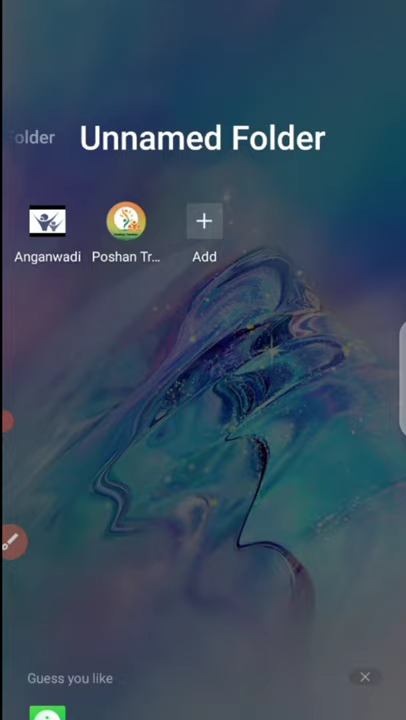 older
Unnamed Folder
Anganwadi
Poshan Tr...
Add
Guess you like